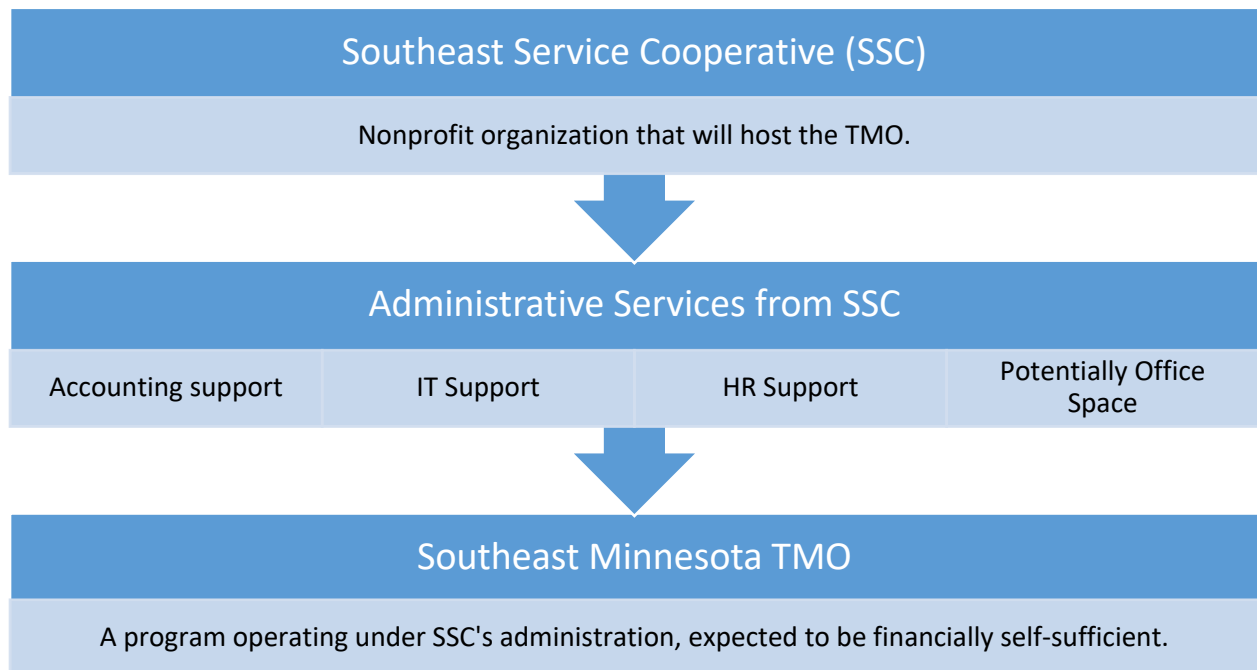 Southeast Service Cooperative (SSC)
Nonprofit organization that will host the TMO.
Administrative Services from SSC
Accounting support
IT Support
HR Support
Potentially Office
Space
Southeast Minnesota TMO
A program operating under SSC's administration, expected to be financially self-sufficient.